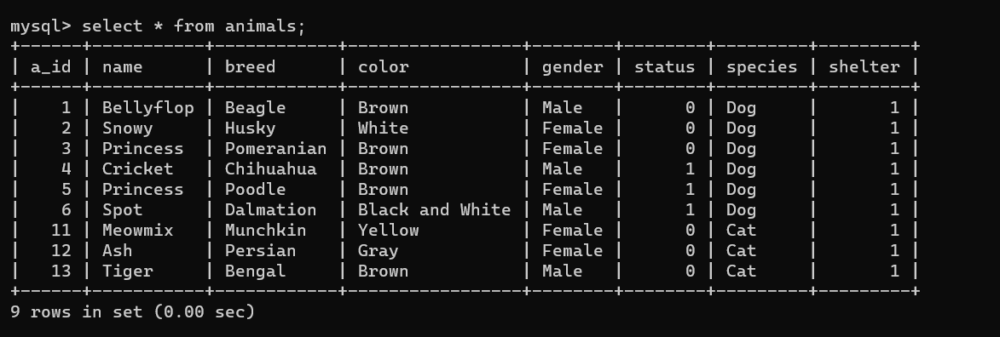 mysql> select * from animals;
+------+-----------+------------+-----------------+--------+--------+---------+---------+
| a_id | name      | breed      | color           | gender | status | species | shelter |
+------+-----------+------------+-----------------+--------+--------+---------+---------+
|    1 | Bellyflop | Beagle     | Brown           | Male   |      0 | Dog     |       1 |
|    2 | Snowy     | Husky      | White           | Female |      0 | Dog     |       1 |
|    3 | Princess  | Pomeranian | Brown           | Female |      0 | Dog     |       1 |
|    4 | Cricket   | Chihuahua  | Brown           | Male   |      1 | Dog     |       1 |
|    5 | Princess  | Poodle     | Brown           | Female |      1 | Dog     |       1 |
|    6 | Spot      | Dalmation  | Black and White | Male   |      1 | Dog     |       1 |
|   11 | Meowmix   | Munchkin   | Yellow          | Female |      0 | Cat     |       1 |
|   12 | Ash       | Persian    | Gray            | Female |      0 | Cat     |       1 |
|   13 | Tiger     | Bengal     | Brown           | Male   |      0 | Cat     |       1 |
+------+-----------+------------+-----------------+--------+--------+---------+---------+
9 rows in set (0.00 sec)